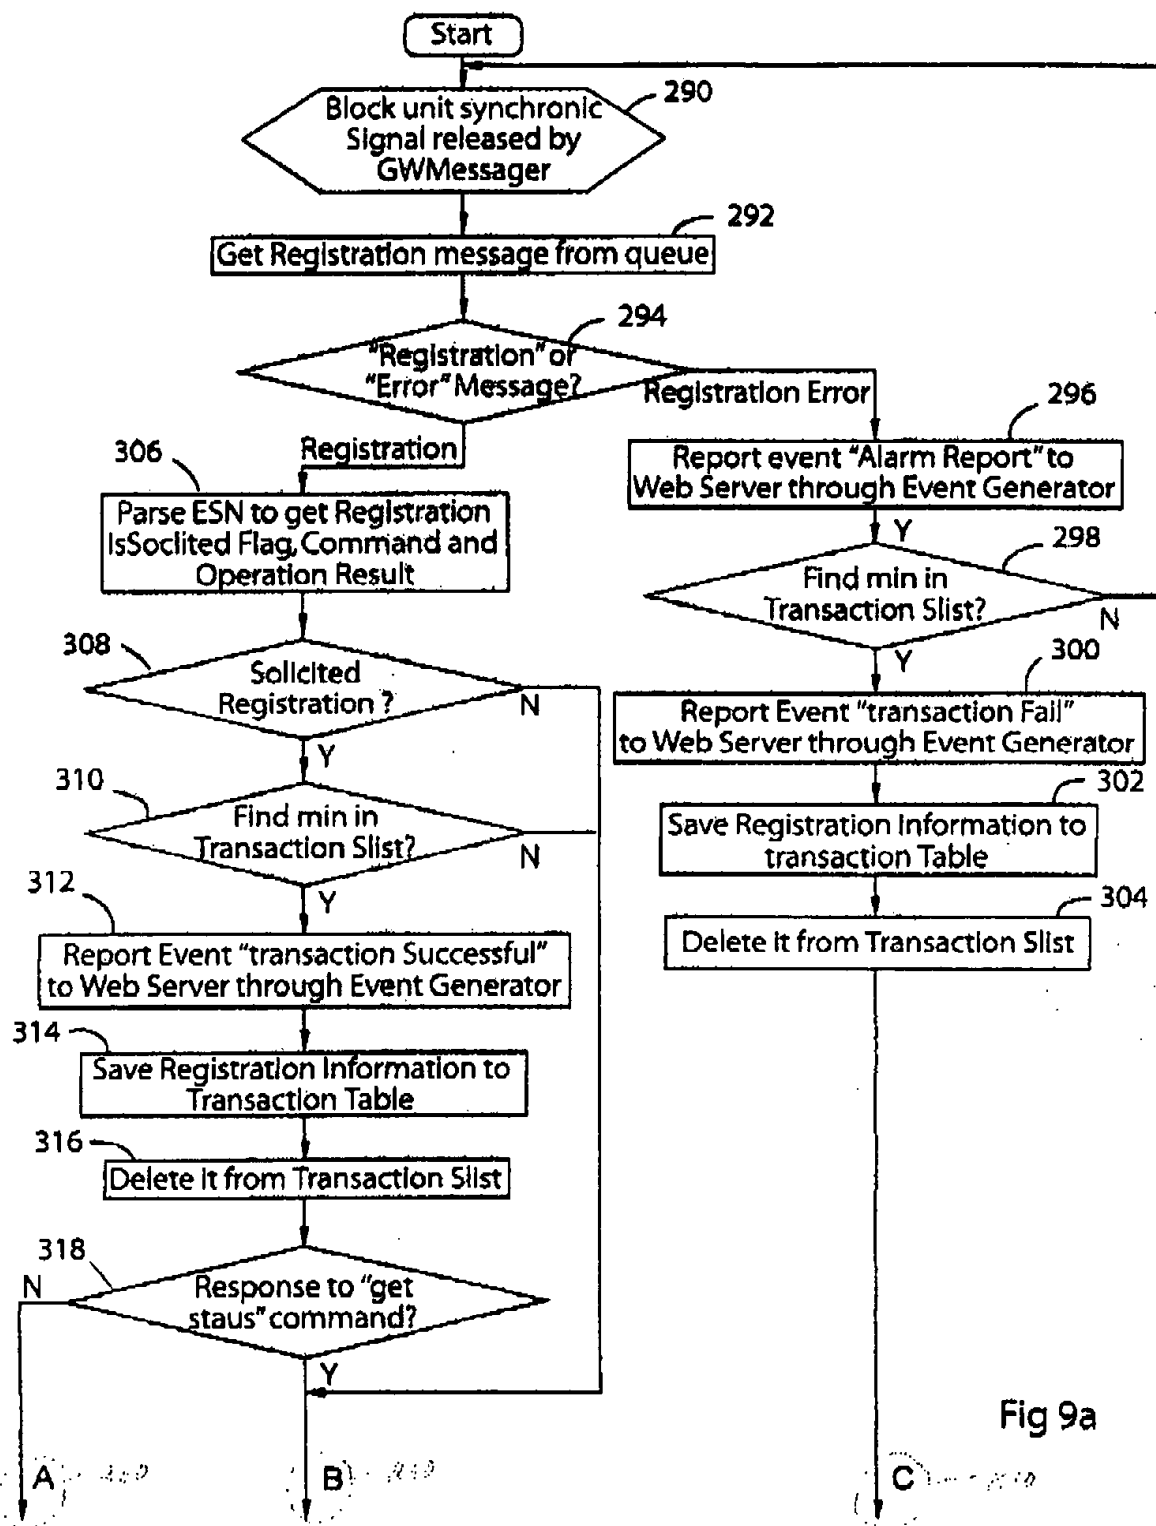 Start
Block unit synchronic
Signal released by
GWMessager
290
Get Registration message from queue
292
"Registration" or
"Error" Message?
294
Registration Error
Registration
296
Report event "Alarm Report" to
Web Server through Event Generator
Y
306
Parse ESN to get Registration
IsSoclited Flag, Command and
Operation Result
298
Find min in
Transaction Slist?
N
Y
308
Solicited
Registration ?
N
Y
300
Report Event "transaction Fail"
to Web Server through Event Generator
310
Find min in
Transaction Slist?
N
Y
302
Save Registration Information to
transaction Table
304
Delete it from Transaction Slist
312
Report Event "transaction Successful"
to Web Server through Event Generator
314
Save Registration Information to
Transaction Table
316
Delete it from Transaction Slist
318
Response to "get
staus" command?
N
Y
Fig 9a
A
B
C